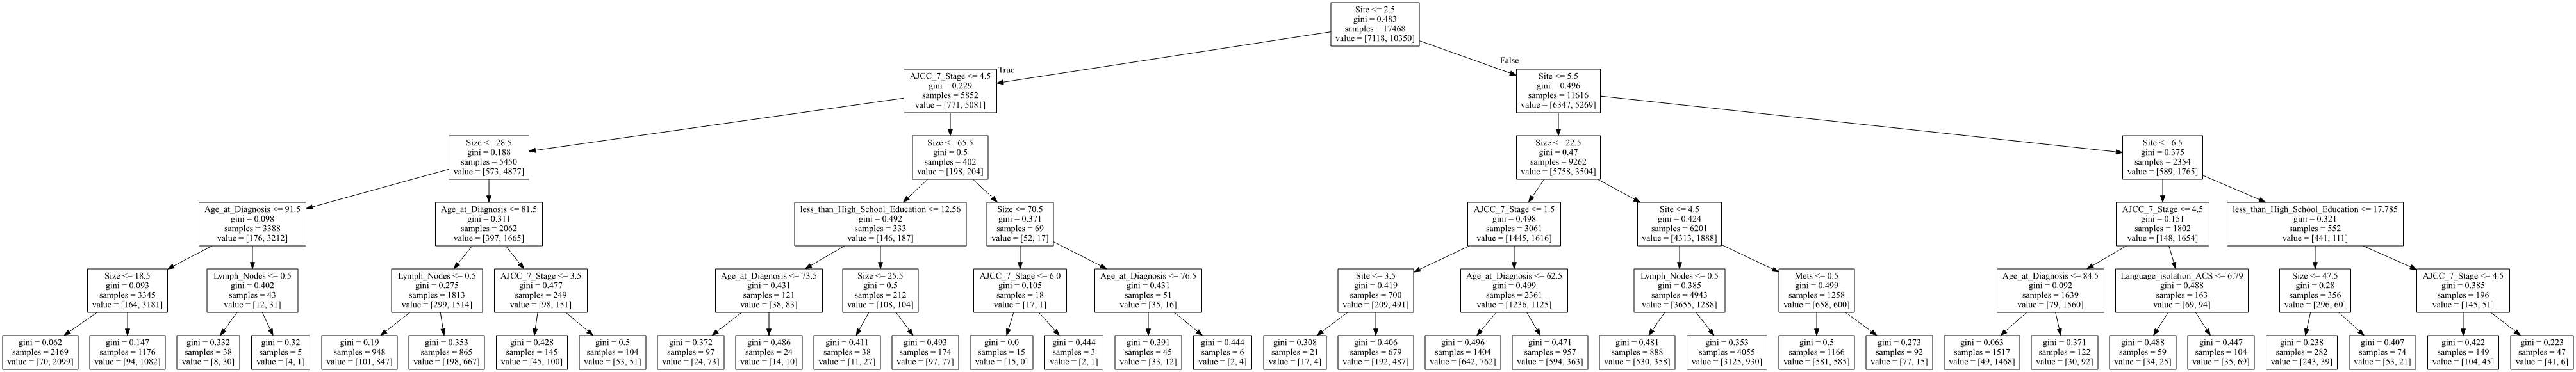 Site <= 2.5
gini = 0.483
samples = 17468
value = [7118, 10350]
True
False
AJCC_7_Stage <= 4.5
gini = 0.229
samples = 5852
value = [771, 5081]
Site <= 5.5
gini = 0.496
samples = 11616
value = [6347, 5269]
Size <= 28.5
gini = 0.188
samples = 5450
value = [573, 4877]
Size <= 65.5
gini = 0.5
samples = 402
value = [198, 204]
Size <= 22.5
gini = 0.47
samples = 9262
value = [5758, 3504]
Site <= 6.5
gini = 0.375
samples = 2354
value = [589, 1765]
Age_at_Diagnosis <= 91.5
gini = 0.098
samples = 3388
value = [176, 3212]
Age_at_Diagnosis <= 81.5
gini = 0.311
samples = 2062
value = [397, 1665]
less_than_High_School_Education <= 12.56
gini = 0.492
samples = 333
value = [146, 187]
Size <= 70.5
gini = 0.371
samples = 69
value = [52, 17]
AJCC_7_Stage <= 1.5
gini = 0.498
samples = 3061
value = [1445, 1616]
Site <= 4.5
gini = 0.424
samples = 6201
value = [4313, 1888]
AJCC_7_Stage <= 4.5
gini = 0.151
samples = 1802
value = [148, 1654]
less_than_High_School_Education <= 17.785
gini = 0.321
samples = 552
value = [441, 111]
Size <= 18.5
gini = 0.093
samples = 3345
value = [164, 3181]
Lymph_Nodes <= 0.5
gini = 0.402
samples = 43
value = [12, 31]
Lymph_Nodes <= 0.5
gini = 0.275
samples = 1813
value = [299, 1514]
AJCC_7_Stage <= 3.5
gini = 0.477
samples = 249
value = [98, 151]
Age_at_Diagnosis <= 73.5
gini = 0.431
samples = 121
value = [38, 83]
Size <= 25.5
gini = 0.5
samples = 212
value = [108, 104]
AJCC_7_Stage <= 6.0
gini = 0.105
samples = 18
value = [17, 1]
Age_at_Diagnosis <= 76.5
gini = 0.431
samples = 51
value = [35, 16]
Site <= 3.5
gini = 0.419
samples = 700
value = [209, 491]
Age_at_Diagnosis <= 62.5
gini = 0.499
samples = 2361
value = [1236, 1125]
Lymph_Nodes <= 0.5
gini = 0.385
samples = 4943
value = [3655, 1288]
Mets <= 0.5
gini = 0.499
samples = 1258
value = [658, 600]
Age_at_Diagnosis <= 84.5
gini = 0.092
samples = 1639
value = [79, 1560]
Language_isolation_ACS <= 6.79
gini = 0.488
samples = 163
value = [69, 94]
Size <= 47.5
gini = 0.28
samples = 356
value = [296, 60]
AJCC_7_Stage <= 4.5
gini = 0.385
samples = 196
value = [145, 51]
gini = 0.062
samples = 2169
value = [70, 2099]
gini = 0.147
samples = 1176
value = [94, 1082]
gini = 0.332
samples = 38
value = [8, 30]
gini = 0.32
samples = 5
value = [4, 1]
gini = 0.19
samples = 948
value = [101, 847]
gini = 0.353
samples = 865
value = [198, 667]
gini = 0.428
samples = 145
value = [45, 100]
gini = 0.5
samples = 104
value = [53, 51]
gini = 0.372
samples = 97
value = [24, 73]
gini = 0.486
samples = 24
value = [14, 10]
gini = 0.411
samples = 38
value = [11, 27]
gini = 0.493
samples = 174
value = [97, 77]
gini = 0.0
samples = 15
value = [15, 0]
gini = 0.444
samples = 3
value = [2, 1]
gini = 0.391
samples = 45
value = [33, 12]
gini = 0.444
samples = 6
value = [2, 4]
gini = 0.308
samples = 21
value = [17, 4]
gini = 0.406
samples = 679
value = [192, 487]
gini = 0.496
samples = 1404
value = [642, 762]
gini = 0.471
samples = 957
value = [594, 363]
gini = 0.481
samples = 888
value = [530, 358]
gini = 0.353
samples = 4055
value = [3125, 930]
gini = 0.5
samples = 1166
value = [581, 585]
gini = 0.273
samples = 92
value = [77, 15]
gini = 0.063
samples = 1517
value = [49, 1468]
gini = 0.371
samples = 122
value = [30, 92]
gini = 0.488
samples = 59
value = [34, 25]
gini = 0.447
samples = 104
value = [35, 69]
gini = 0.238
samples = 282
value = [243, 39]
gini = 0.407
samples = 74
value = [53, 21]
gini = 0.422
samples = 149
value = [104, 45]
gini = 0.223
samples = 47
value = [41, 6]